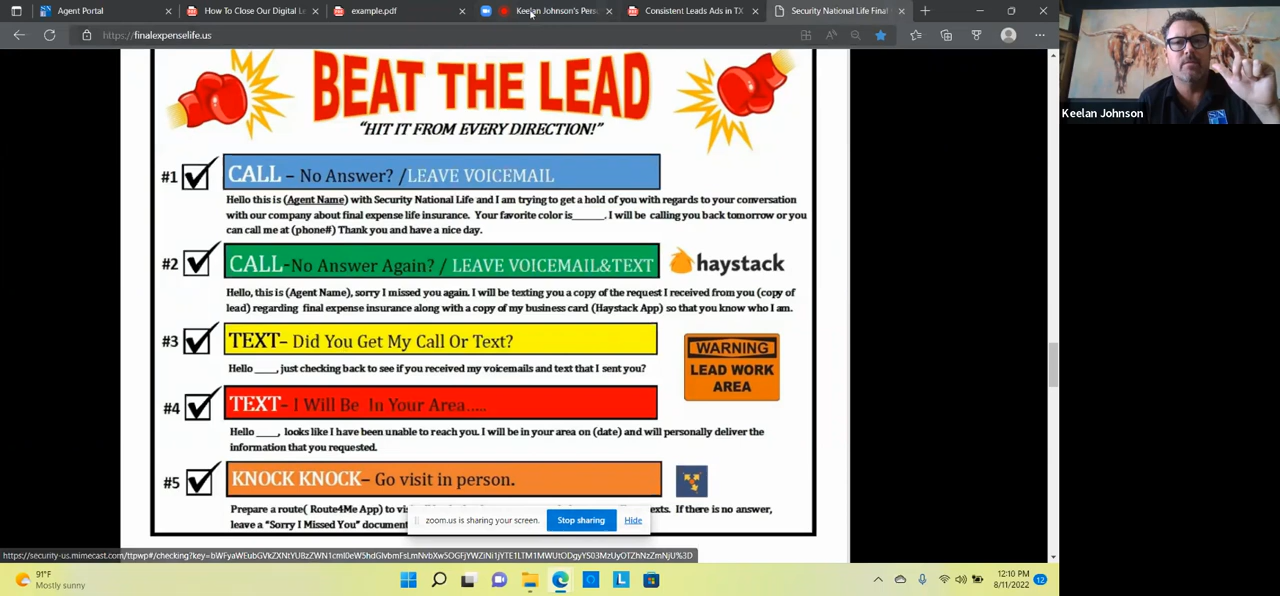 Agent Portal
How To Close Our Digital Le
example.pdf
Keelan Johnson's Perso
Consistent Leads Ads in TX
Security National Life Final
https://finalexpenselife.us
BEAT THE LEAD
"HIT IT FROM EVERY DIRECTION!"
#1 CALL – No Answer? /LEAVE VOICEMAIL
Hello this is (Agent Name) with Security National Life and I am trying to get a hold of you with regards to your conversation
with our company about final expense life insurance. Your favorite color is______. I will be calling you back tomorrow or you
can call me at (phone#) Thank you and have a nice day.
#2 CALL-No Answer Again? / LEAVE VOICEMAIL&TEXT
haystack
Hello, this is (Agent Name), sorry I missed you again. I will be texting you a copy of the request I received from you (copy of
lead) regarding final expense insurance along with a copy of my business card (Haystack App) so that you know who I am.
#3 TEXT– Did You Get My Call Or Text?
Hello ____, just checking back to see if you received my voicemails and text that I sent you?
WARNING
LEAD WORK
AREA
#4 TEXT- I Will Be In Your Area.....
Hello ____, looks like I have been unable to reach you. I will be in your area on (date) and will personally deliver the
information that you requested.
#5 KNOCK KNOCK– Go visit in person.
Prepare a route( Route4Me App) to vis
exts. If there is no answer,
leave a "Sorry I Missed You" document
zoom.us is sharing your screen.
Stop sharing
Hide
Keelan Johnson
91°F
Mostly sunny
12:10 PM
8/11/2022
12